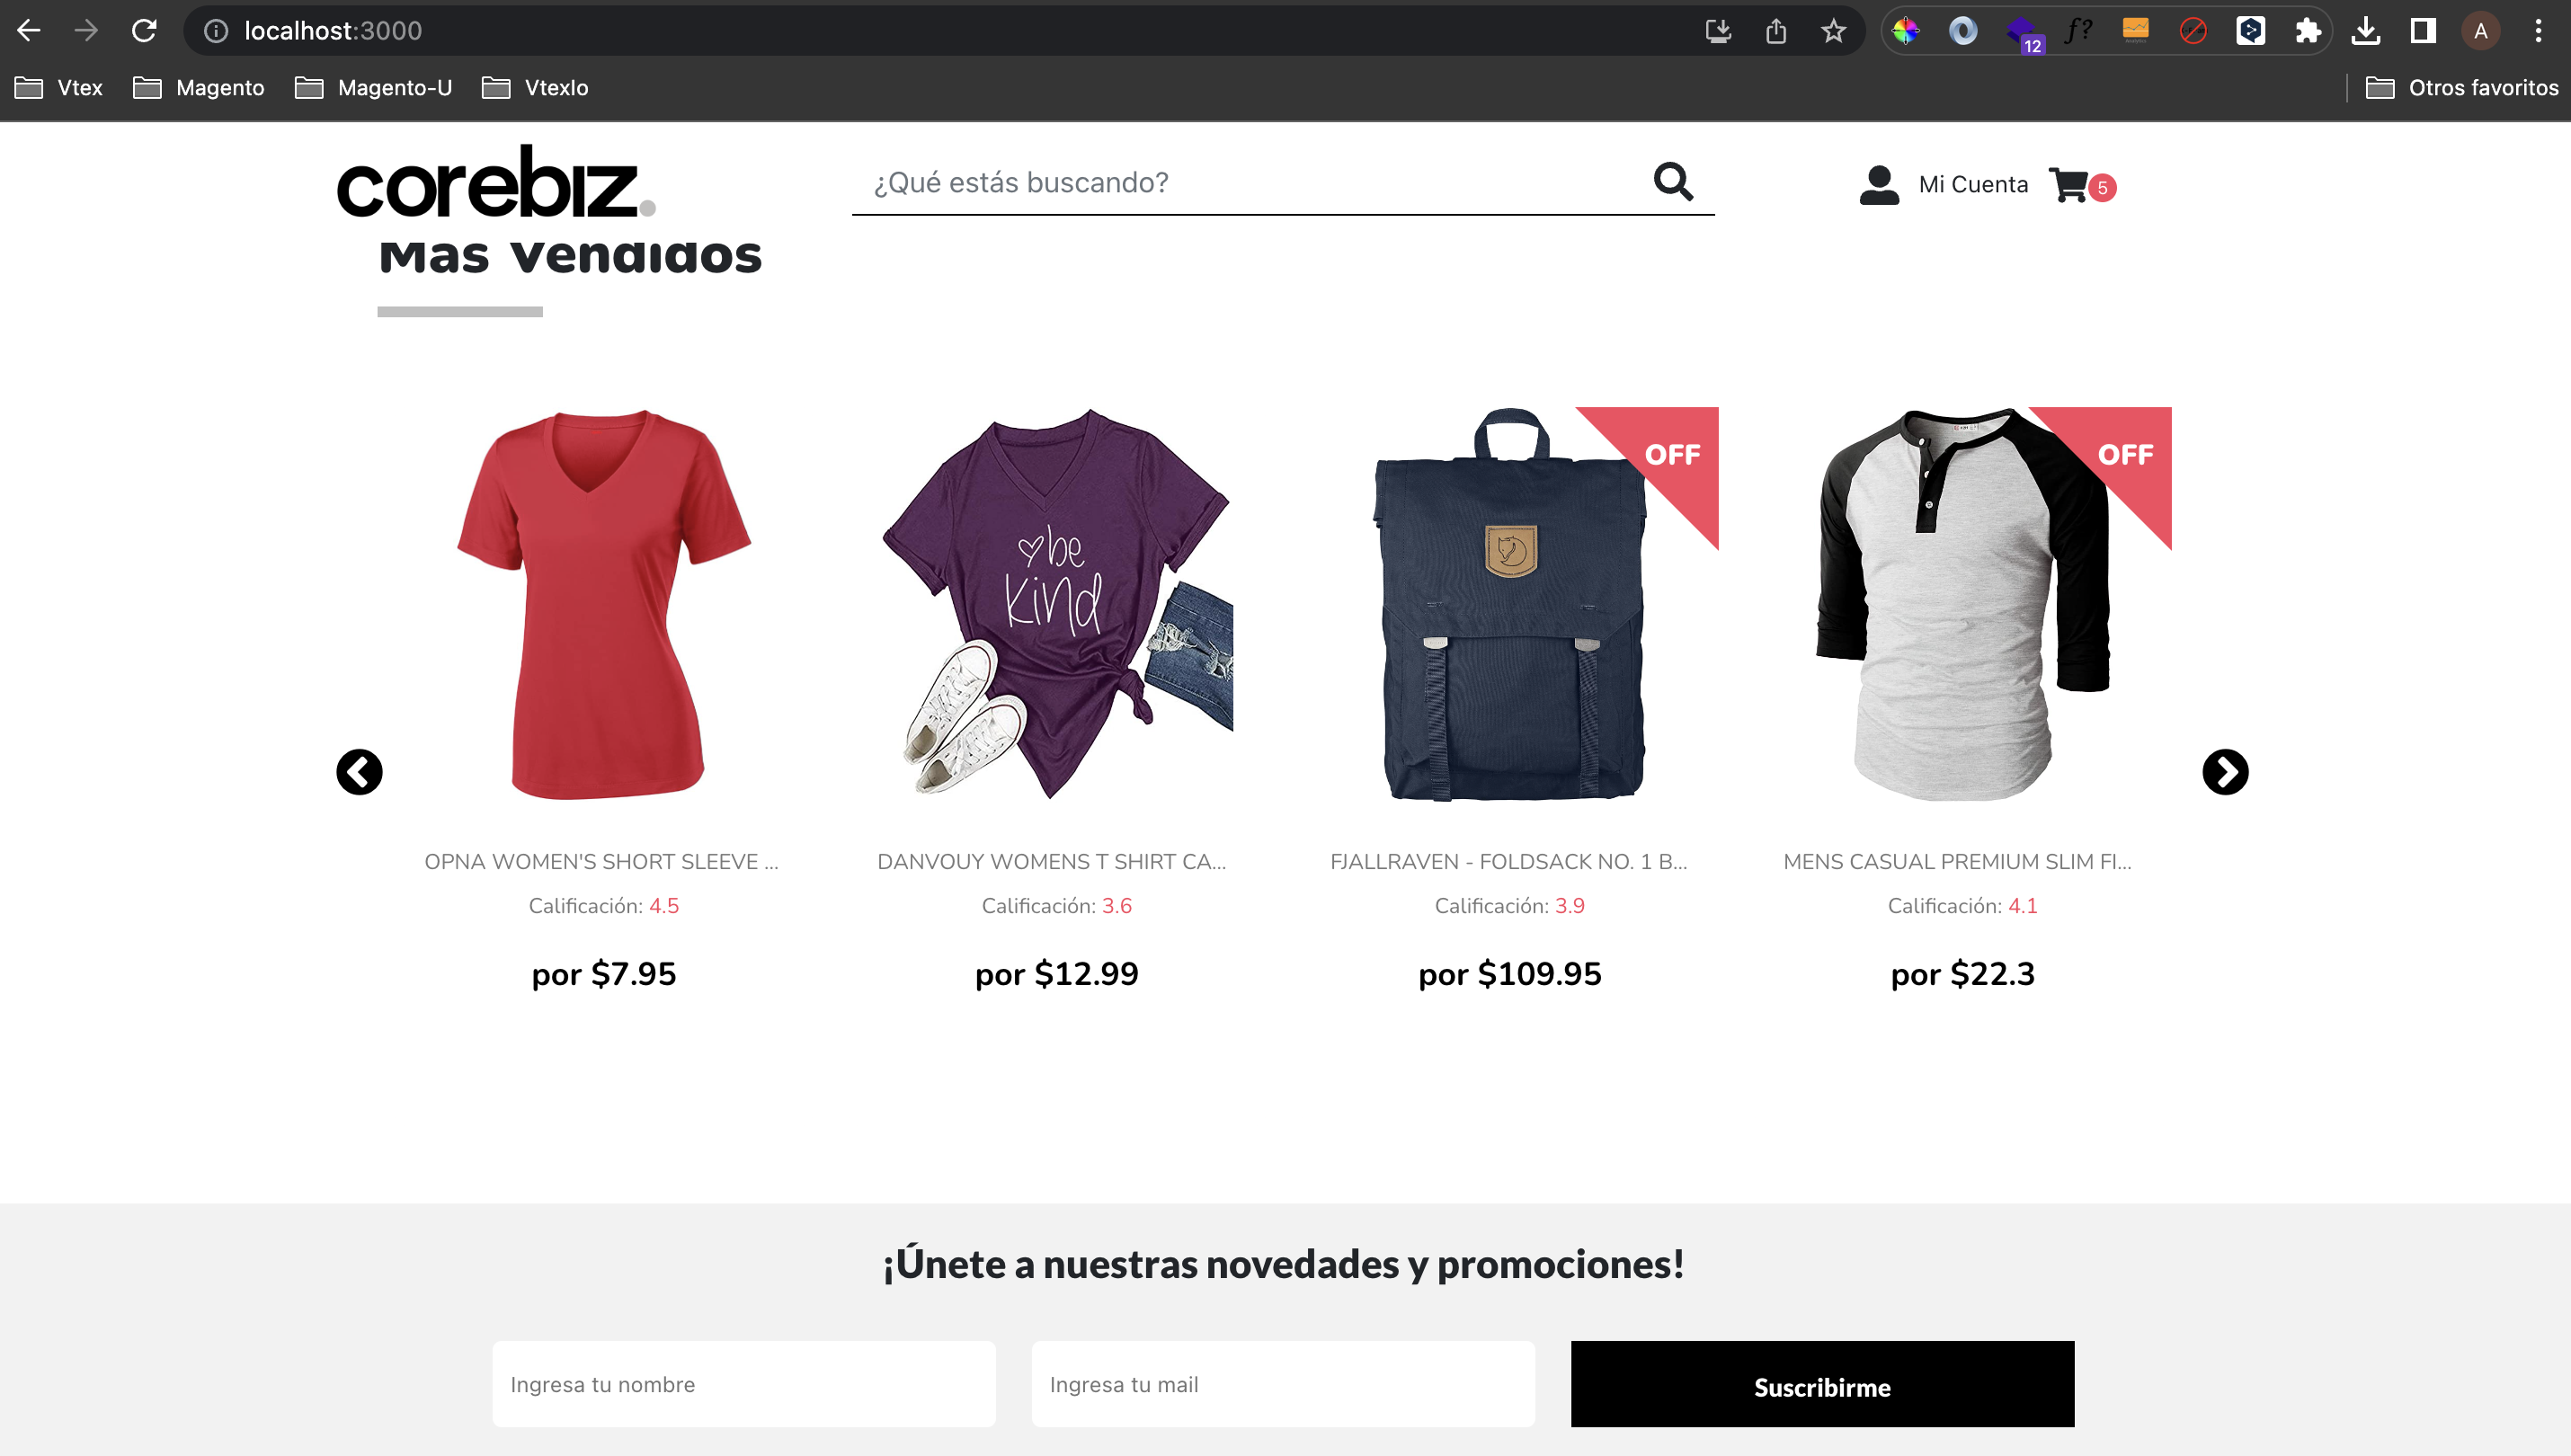 localhost:3000
12
f?
A
Vtex
Magento
Magento-U
VtexIo
Otros favoritos
corebiz.
¿Qué estás buscando?
Mi Cuenta
5
Mas Vendidos
OFF
OFF
be
kind
OPNA WOMEN'S SHORT SLEEVE ...
DANVOUY WOMENS T SHIRT CA...
FJALLRAVEN - FOLDSACK NO. 1 B...
MENS CASUAL PREMIUM SLIM FI...
Calificación: 4.5
Calificación: 3.6
Calificación: 3.9
Calificación: 4.1
por $7.95
por $12.99
por $109.95
por $22.3
¡Únete a nuestras novedades y promociones!
Ingresa tu nombre
Ingresa tu mail
Suscribirme